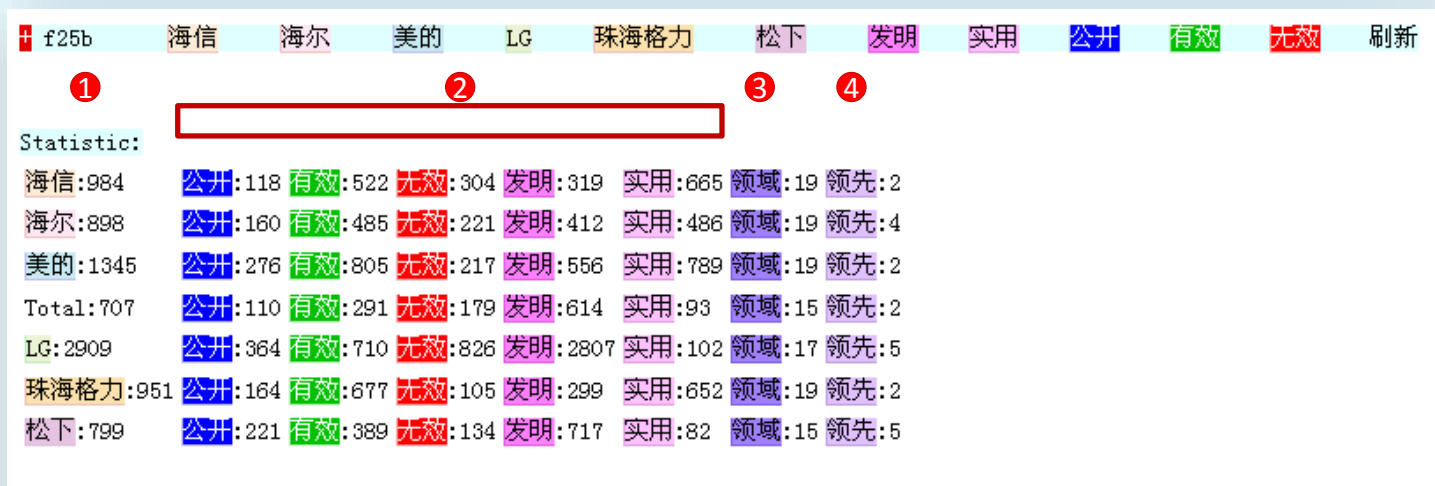 + f25b 海信 海尔 美的 LG 珠海格力 松下 发明 实用 公开 有效 无效 刷新
1 2 3 4
Statistic:
海信:984 公开:118 有效:522 无效:304 发明:319 实用:665 领域:19 领先:2
海尔:898 公开:160 有效:485 无效:221 发明:412 实用:486 领域:19 领先:4
美的:1345 公开:276 有效:805 无效:217 发明:556 实用:789 领域:19 领先:2
Total:707 公开:110 有效:291 无效:179 发明:614 实用:93 领域:15 领先:2
LG:2909 公开:364 有效:710 无效:826 发明:2807 实用:102 领域:17 领先:5
珠海格力:951 公开:164 有效:677 无效:105 发明:299 实用:652 领域:19 领先:2
松下:799 公开:221 有效:389 无效:134 发明:717 实用:82 领域:15 领先:5